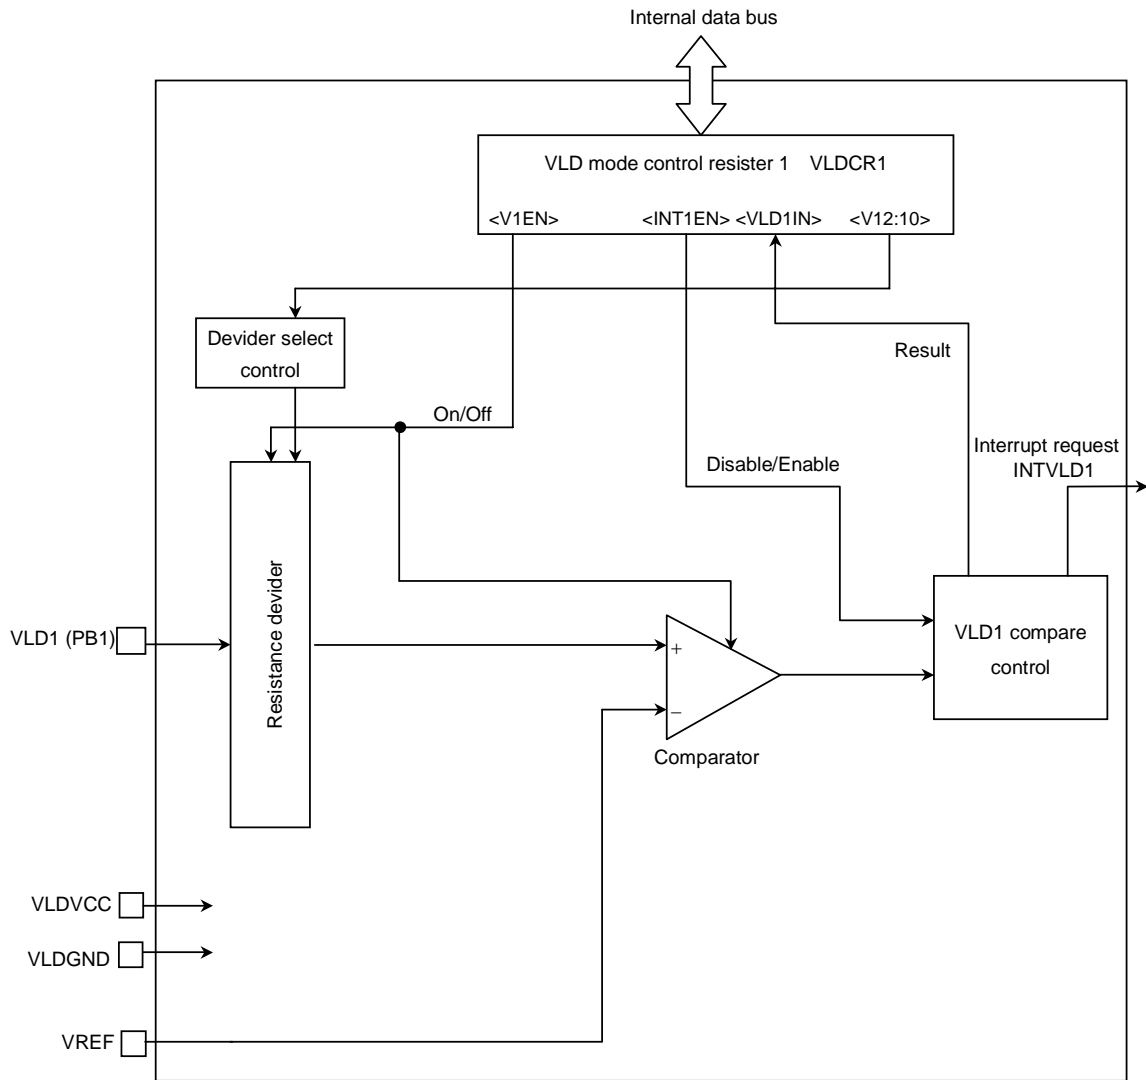 Internal data bus
VLD mode control resister 1 VLDCR1
<V1EN> <INT1EN> <VLD1IN> <V12:10>
Devider select
control
Result
On/Off
Interrupt request
INTVLD1
Disable/Enable
Resistance devider
VLD1 (PB1)
+
VLD1 compare
control
−
Comparator
VLDVCC
VLDGND
VREF